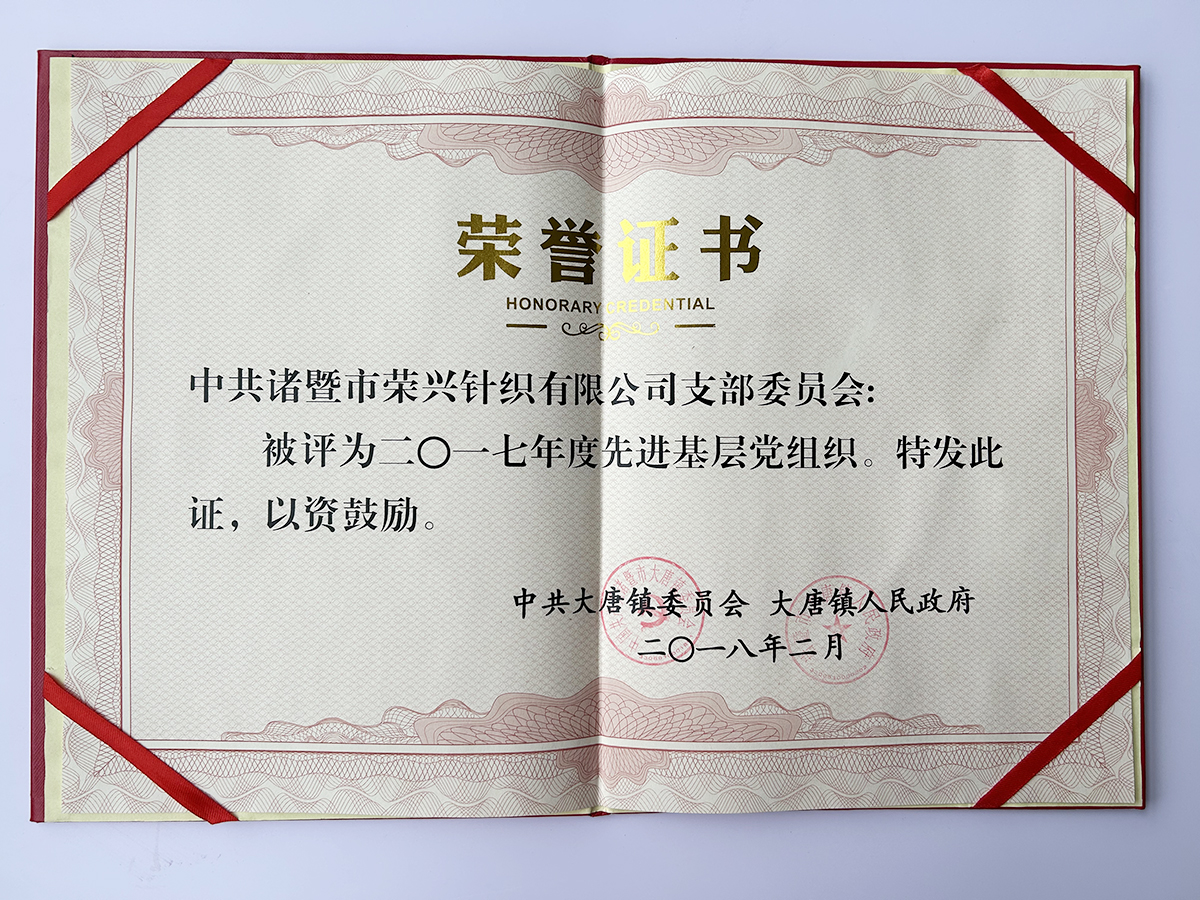 荣誉证书
HONORARY CREDENTIAL
中共诸暨市荣兴针织有限公司支部委员会:
被评为二〇一七年度先进基层党组织。特发此
证，以资鼓励。
中共大唐镇委员会 大唐镇人民政府
二〇一八年二月